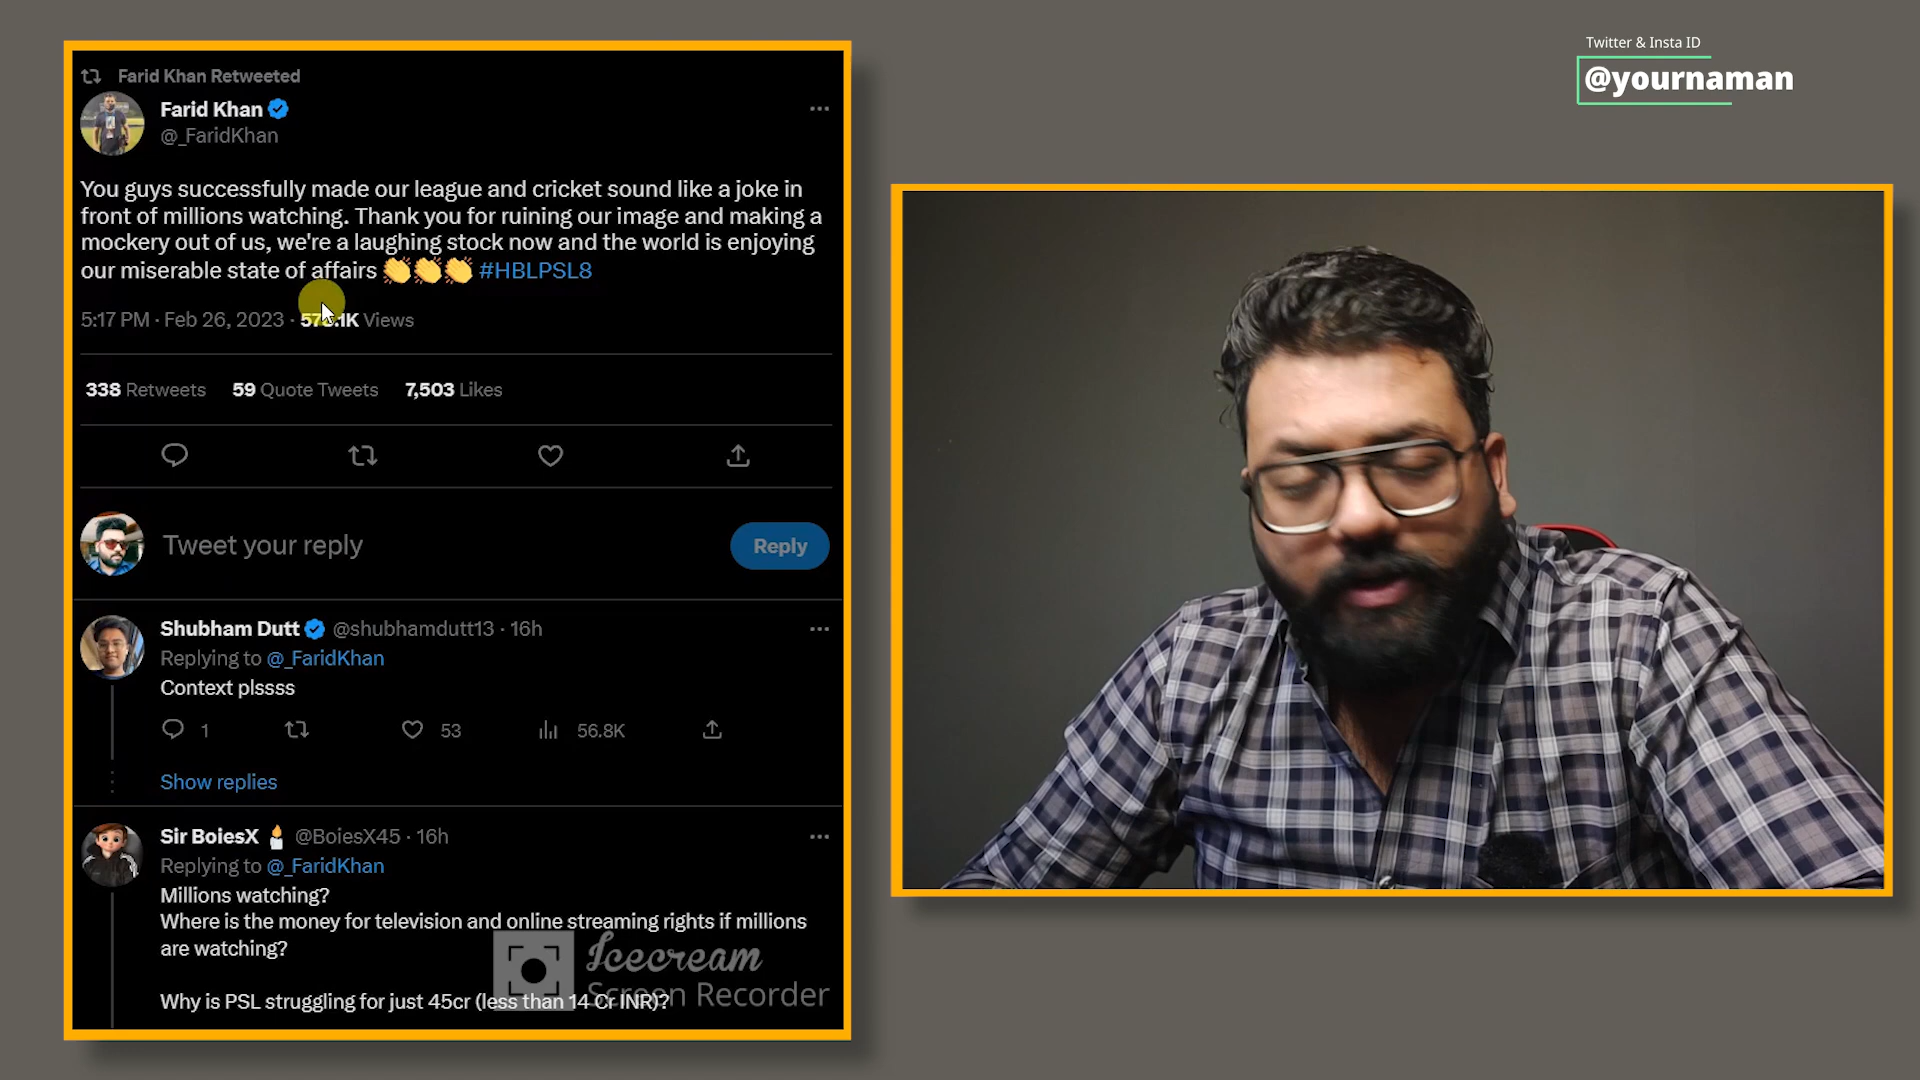 Twitter & Insta ID
@yournaman
Farid Khan Retweeted
Farid Khan
@_FaridKhan
You guys successfully made our league and cricket sound like a joke in
front of millions watching. Thank you for ruining our image and making a
mockery out of us, we're a laughing stock now and the world is enjoying
our miserable state of affairs 👏👏👏 #HBLPSL8
5:17 PM · Feb 26, 2023 · Views
338 Retweets 59 Quote Tweets 7,503 Likes
Tweet your reply
Reply
Shubham Dutt @shubhamdutt13 · 16h
Replying to @_FaridKhan
Context plssss
1 53 56.8K
Show replies
Sir BoiesX 🕯️ @BoiesX45 · 16h
Replying to @_FaridKhan
Millions watching?
Where is the money for television and online streaming rights if millions
are watching?
Icecream
Screen Recorder
Why is PSL struggling for just 45cr (less than 14 Cr INR)?